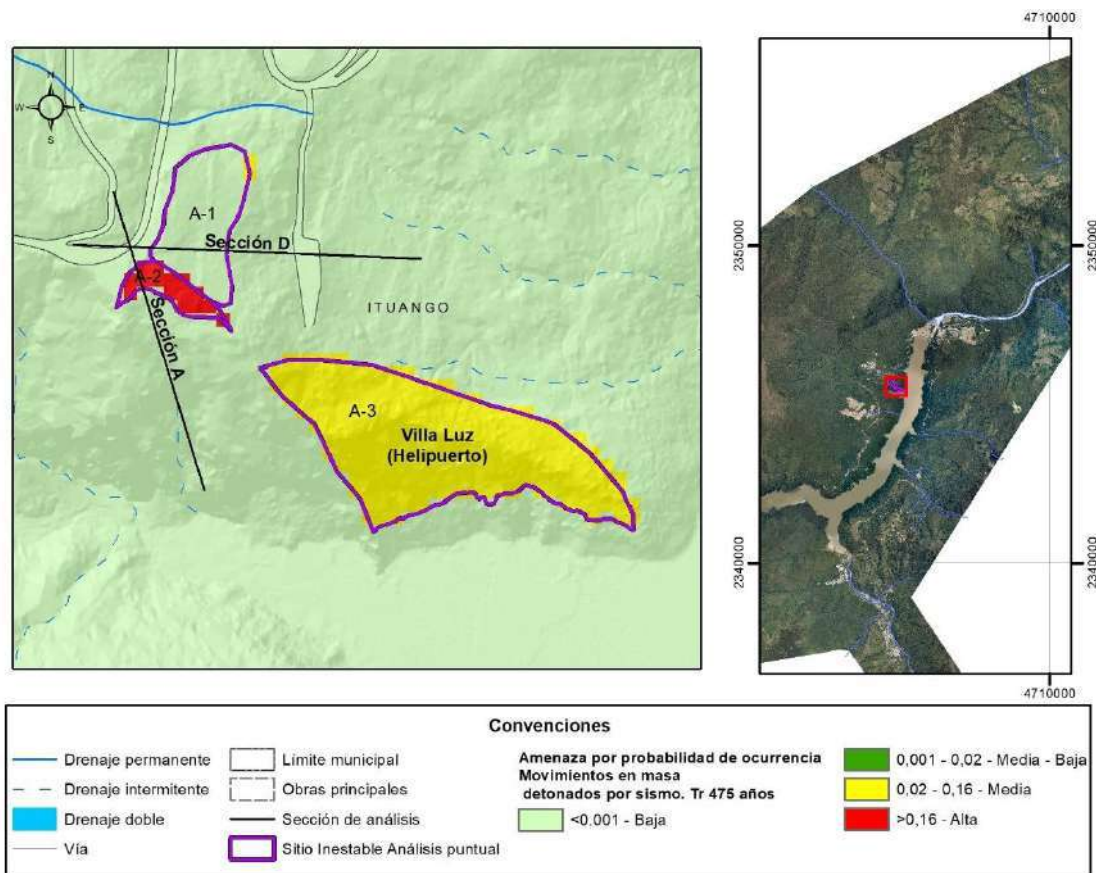 4710000
N
W
E
S
A-1
Sección D
A-2
Sección A
ITUANGO
A-3
Villa Luz
(Helipuerto)
2350000
2350000
2340000
2340000
4710000
Convenciones
Drenaje permanente
Drenaje intermitente
Drenaje doble
Vía
Límite municipal
Obras principales
Sección de análisis
Sitio Inestable Análisis puntual
Amenaza por probabilidad de ocurrencia
Movimientos en masa
detonados por sismo. Tr 475 años
<0.001 - Baja
0,001 - 0,02 - Media - Baja
0,02 - 0,16 - Media
>0,16 - Alta